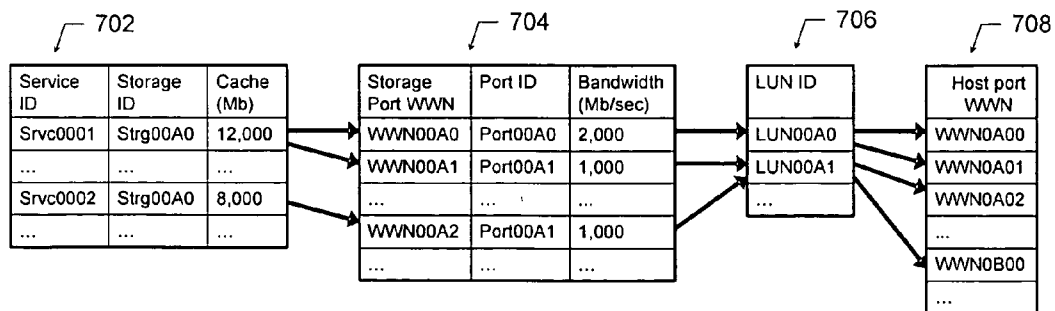 702
704
706
708
Service ID Storage ID Cache (Mb)
Srvc0001 Strg00A0 12,000
... ... ...
Srvc0002 Strg00A0 8,000
... ... ...
Storage Port WWN Port ID Bandwidth (Mb/sec)
WWN00A0 Port00A0 2,000
WWN00A1 Port00A1 1,000
... ... ...
WWN00A2 Port00A1 1,000
... ... ...
LUN ID
LUN00A0
LUN00A1
...
Host port WWN
WWN0A00
WWN0A01
WWN0A02
...
WWN0B00
...